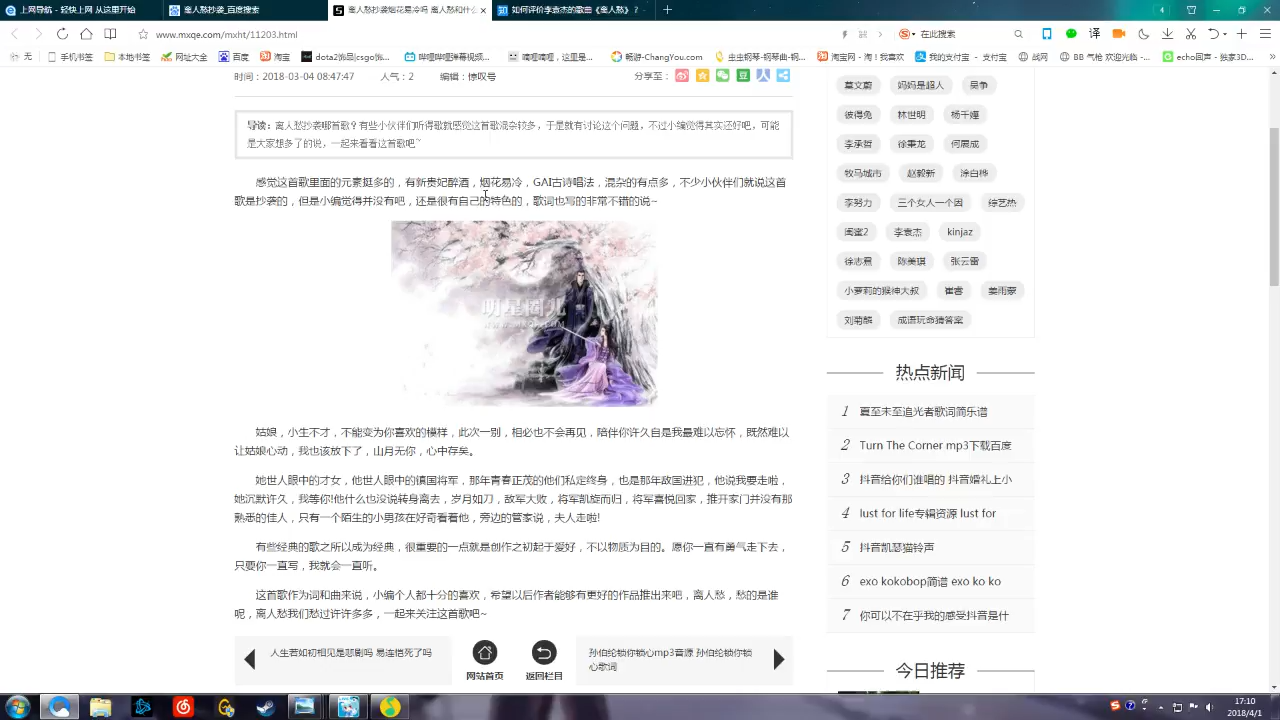 上网导航 - 轻快上网 从这里开始
离人愁抄袭_百度搜索
离人愁抄袭烟花易冷吗 离人愁和什么
如何评价李袁杰的歌曲《离人愁》？
www.mxqe.com/mxht/11203.html
在此搜索
手机书签
本地书签
网址大全
百度
淘宝
dota2饰品|csgo饰...
哔哩哔哩弹幕视频...
嘀哩嘀哩，这里是...
畅游-ChangYou.com
虫虫钢琴-钢琴曲-钢...
淘宝网 - 淘！我喜欢
我的支付宝 － 支付宝
战网
BB 气枪 欢迎光临 -...
echo回声 - 独家3D...
时间：2018-03-04 08:47:47
人气：2
编辑：惊叹号
分享至：
导读：离人愁抄袭哪首歌？有些小伙伴们听得歌就感觉这首歌混杂较多，于是就有讨论这个问题，不过小编觉得其实还好吧，可能
是大家想多了的说，一起来看看这首歌吧~
感觉这首歌里面的元素挺多的，有新贵妃醉酒，烟花易冷，GAI古诗唱法，混杂的有点多，不少小伙伴们就说这首
歌是抄袭的，但是小编觉得并没有吧，还是很有自己的特色的，歌词也写的非常不错的说~
明星圈儿
姑娘，小生不才，不能变为你喜欢的模样，此次一别，相必也不会再见，陪伴你许久自是我最难以忘怀，既然难以
让姑娘心动，我也该放下了，山月无你，心中存矣。
她世人眼中的才女，他世人眼中的镇国将军，那年青春正茂的他们私定终身，也是那年敌国进犯，他说我要走啦，
她沉默许久，我等你!他什么也没说转身离去，岁月如刀，敌军大败，将军凯旋而归，将军喜悦回家，推开家门并没有那
熟悉的佳人，只有一个陌生的小男孩在好奇看着他，旁边的管家说，夫人走啦!
有些经典的歌之所以成为经典，很重要的一点就是创作之初起于爱好，不以物质为目的。愿你一直有勇气走下去，
只要你一直写，我就会一直听。
这首歌作为词和曲来说，小编个人都十分的喜欢，希望以后作者能够有更好的作品推出来吧，离人愁，愁的是谁
呢，离人愁我们愁过许许多多，一起来关注这首歌吧~
人生若如初相见是悲剧吗 易连恺死了吗
网站首页
返回栏目
孙伯纶锁你锁心mp3音源 孙伯纶锁你锁
心歌词
墓文蔚
妈妈是超人
吴争
彼得兔
林世明
杨千嬅
李承哲
徐秉龙
何展成
牧马城市
赵毅新
涂白桦
李努力
三个女人一个因
综艺热
闺蜜2
李袁杰
kinjaz
徐志熹
陈美琪
张云雷
小萝莉的猴神大叔
崔睿
姜雨豪
刘菊麟
成语玩命猜答案
热点新闻
1 夏至未至追光者歌词简乐谱
2 Turn The Corner mp3下载百度
3 抖音给你们谁唱的 抖音婚礼上小
4 lust for life专辑资源 lust for
5 抖音凯瑟猫铃声
6 exo kokobop简谱 exo ko ko
7 你可以不在乎我的感受抖音是什
今日推荐
17:10
2018/4/1